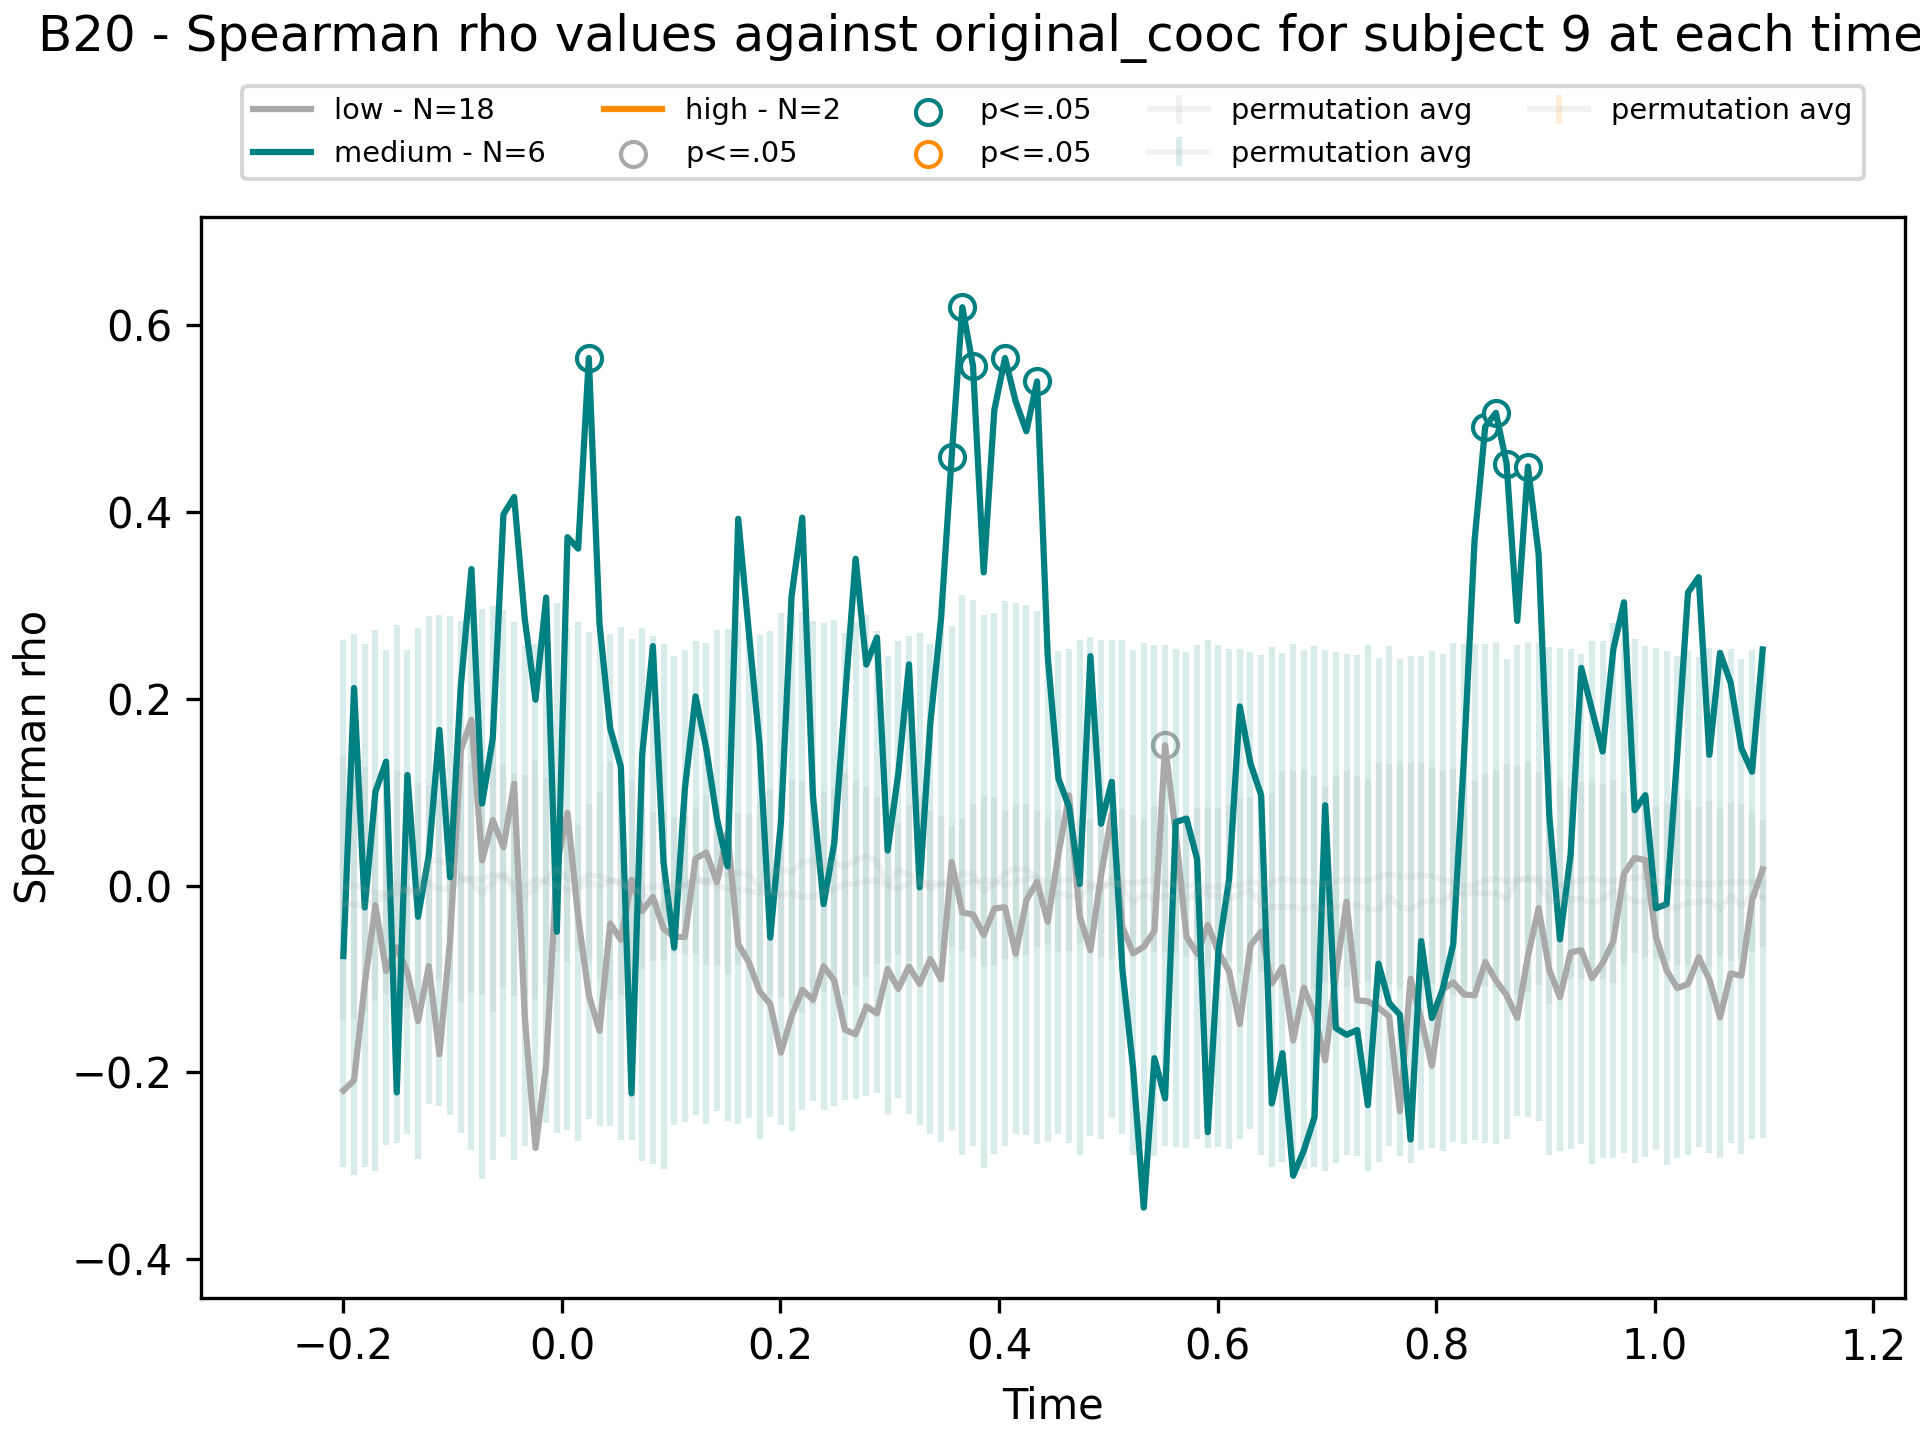 B20 - Spearman rho values against original_cooc for subject 9 at each time
low - N=18 high - N=2 p<=.05 permutation avg permutation avg
medium - N=6 p<=.05 p<=.05 permutation avg
Spearman rho
0.6
0.4
0.2
0.0
−0.2
−0.4
−0.2 0.0 0.2 0.4 0.6 0.8 1.0 1.2
Time